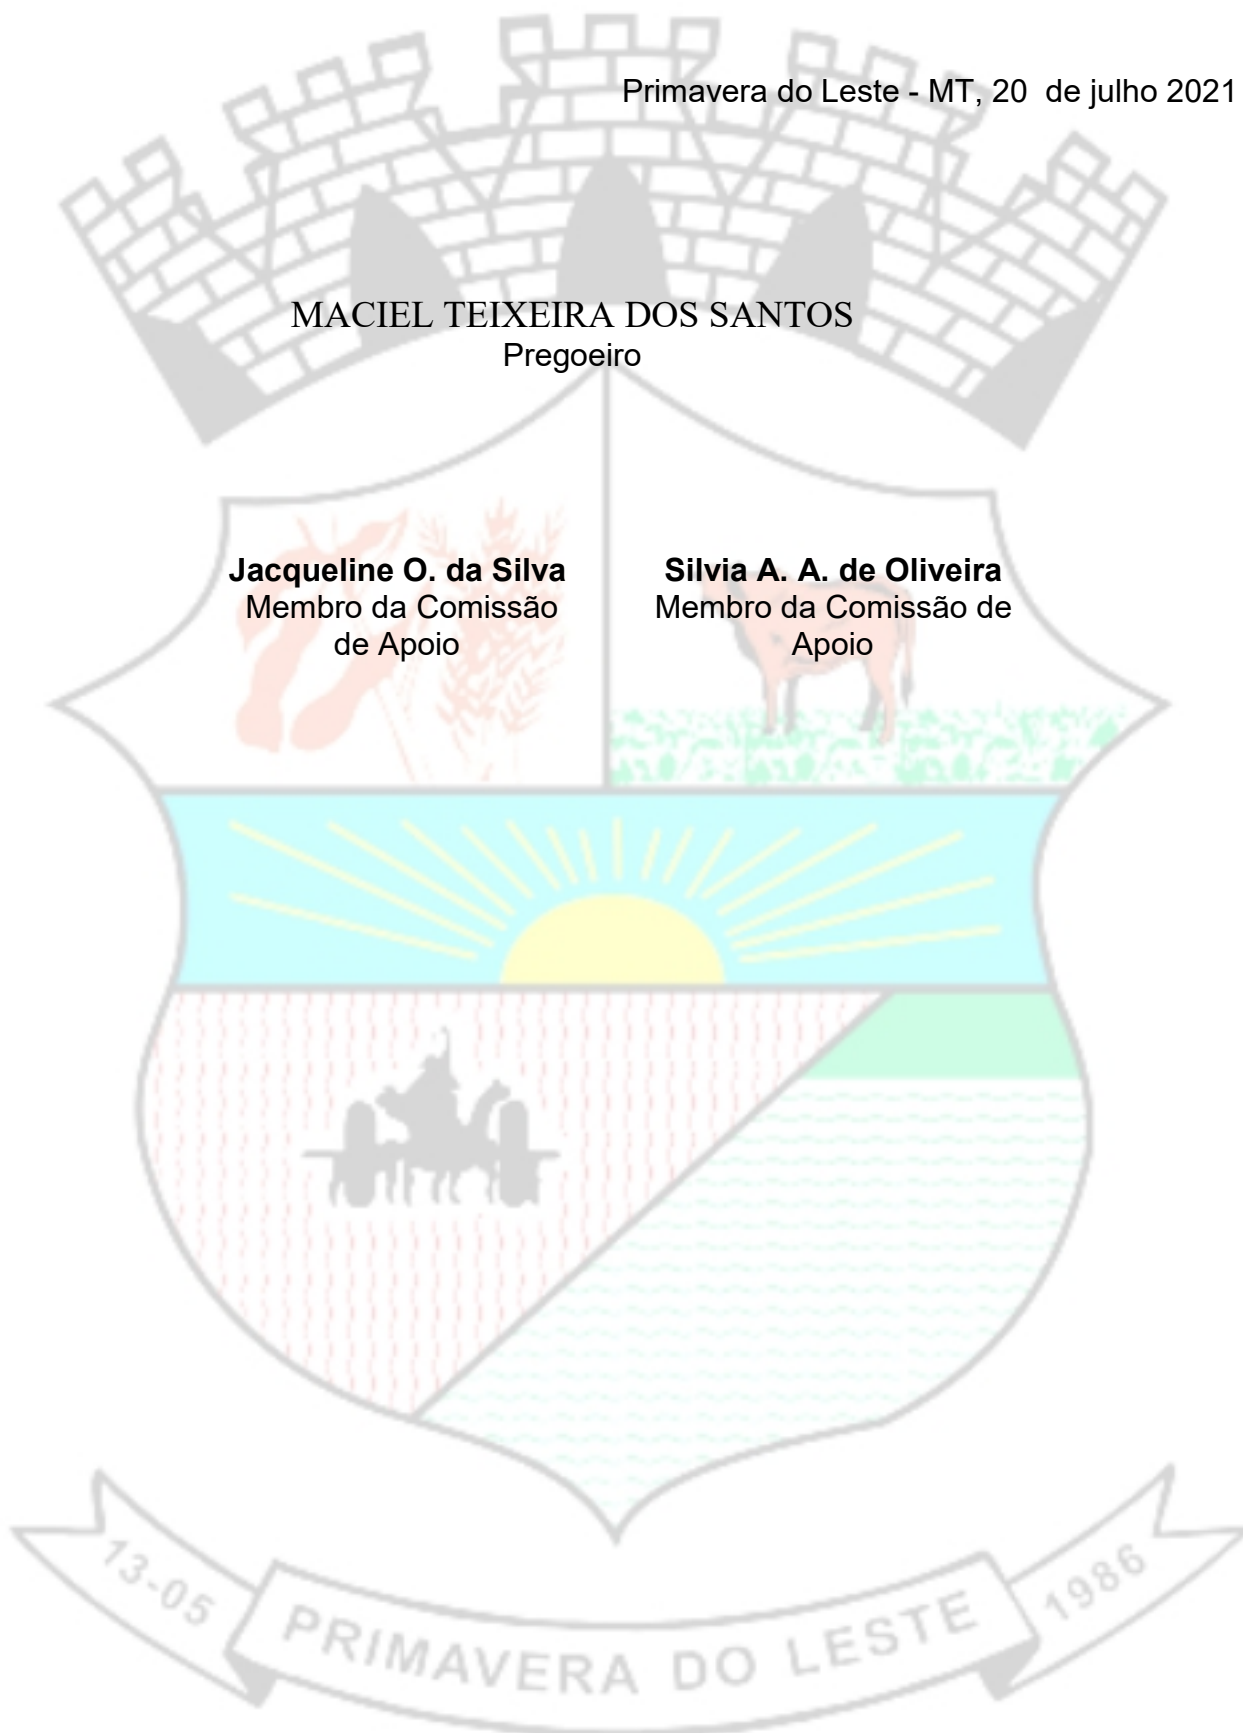 Primavera do Leste - MT, 20  de julho 2021
MACIEL TEIXEIRA DOS SANTOS
Pregoeiro
Jacqueline O. da Silva
Membro da Comissão
de Apoio
Silvia A. A. de Oliveira
Membro da Comissão de
Apoio
13-05
PRIMAVERA DO LESTE
1986